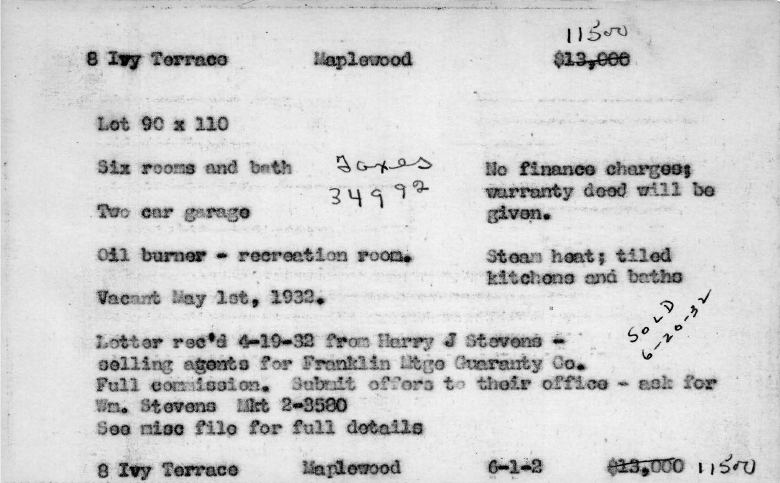 11500
8 Ivy Terrace Maplewood $13,000
Lot 90 x 110
Six rooms and bath Taxes No finance charges;
34992 warranty deed will be
Two car garage given.
Oil burner - recreation room. Steam heat; tiled
kitchens and baths
Vacant May 1st, 1932.
SOLD
6-20-32
Letter rec'd 4-19-32 from Harry J Stevens -
selling agents for Franklin Mtge Guaranty Co.
Full commission. Submit offers to their office - ask for
Wm. Stevens Mkt 2-3580
See misc file for full details
8 Ivy Terrace Maplewood 6-1-2 $13,000 11500